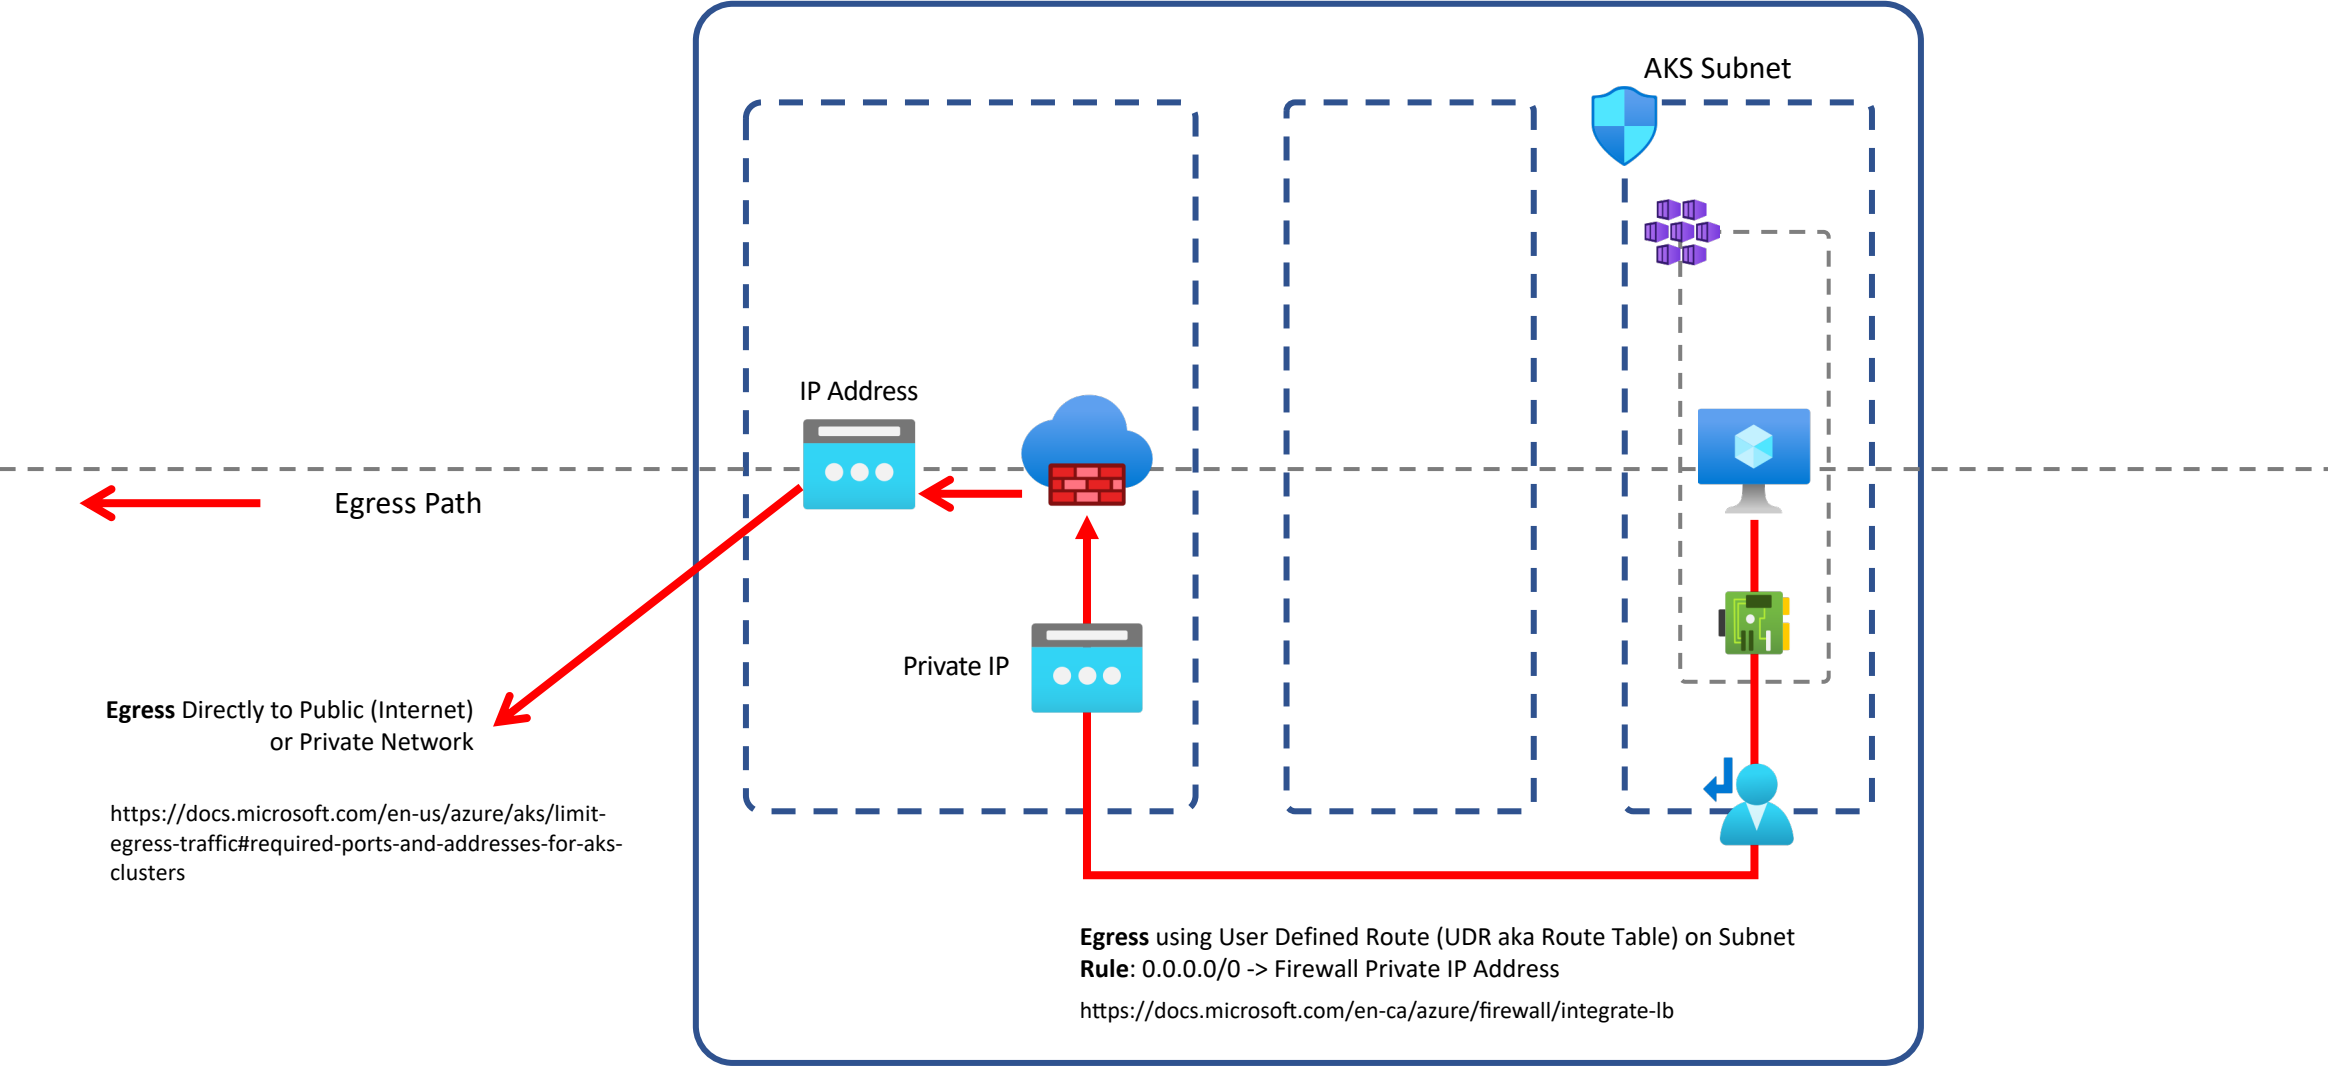 AKS Subnet
IP Address
Egress Path
Private IP
Egress Directly to Public (Internet)
or Private Network
https://docs.microsoft.com/en-us/azure/aks/limit-
egress-traffic#required-ports-and-addresses-for-aks-
clusters
Egress using User Defined Route (UDR aka Route Table) on Subnet
Rule: 0.0.0.0/0 -> Firewall Private IP Address
https://docs.microsoft.com/en-ca/azure/firewall/integrate-lb